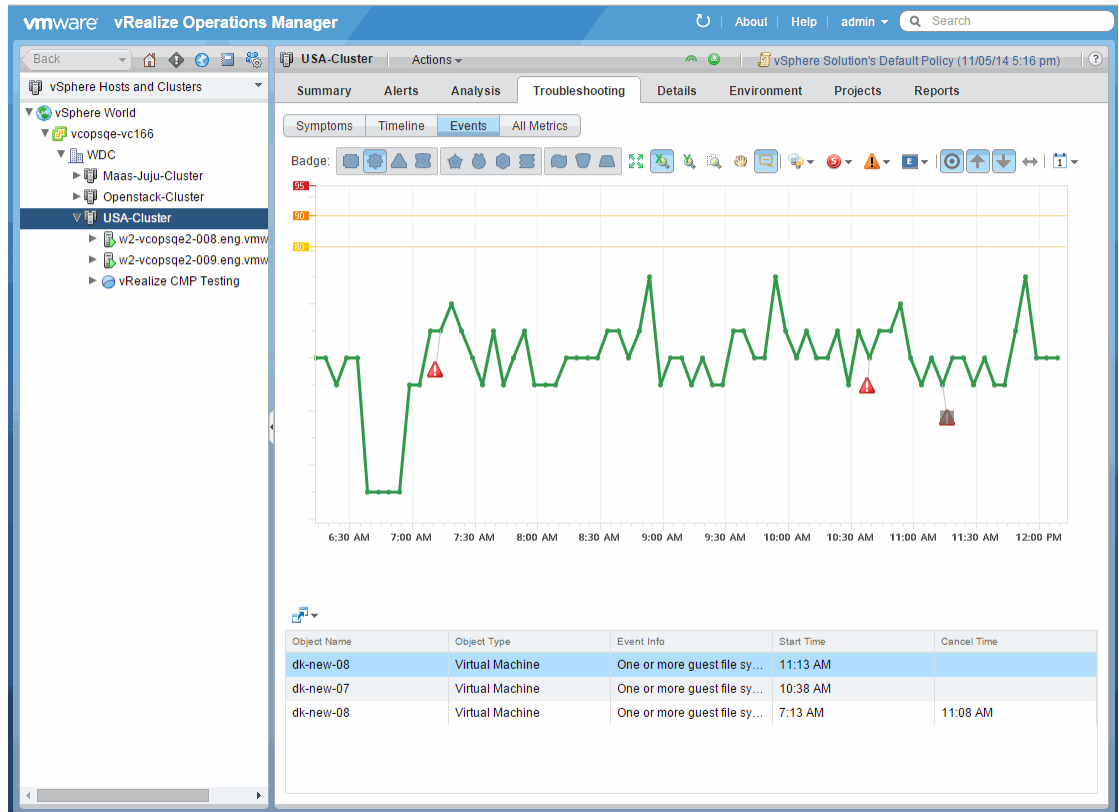 vmware vRealize Operations Manager
About Help admin Search
Back
USA-Cluster Actions vSphere Solution's Default Policy (11/05/14 5:16 pm) ?
vSphere Hosts and Clusters
Summary Alerts Analysis Troubleshooting Details Environment Projects Reports
vSphere World
vcopsqe-vc166
WDC
Maas-Juju-Cluster
Openstack-Cluster
USA-Cluster
w2-vcopsqe2-008.eng.vmw
w2-vcopsqe2-009.eng.vmw
vRealize CMP Testing
Symptoms Timeline Events All Metrics
Badge: S E 1
95
90
80
6:30 AM 7:00 AM 7:30 AM 8:00 AM 8:30 AM 9:00 AM 9:30 AM 10:00 AM 10:30 AM 11:00 AM 11:30 AM 12:00 PM
Object Name Object Type Event Info Start Time Cancel Time
dk-new-08 Virtual Machine One or more guest file sy... 11:13 AM
dk-new-07 Virtual Machine One or more guest file sy... 10:38 AM
dk-new-08 Virtual Machine One or more guest file sy... 7:13 AM 11:08 AM